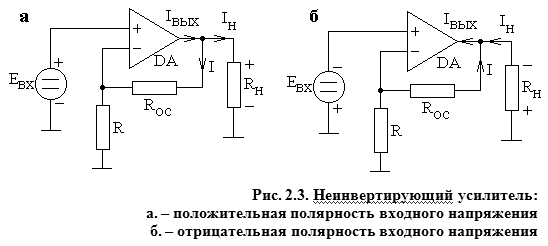 а
IВЫХ
IН
+
−
DA
EВХ
+
−
I
RОС
R
+
−
RН
б
IВЫХ
IН
+
−
DA
EВХ
−
+
I
RОС
R
−
+
RН
Рис. 2.3. Неинвертирующий усилитель:
а. – положительная полярность входного напряжения
б. – отрицательная полярность входного напряжения